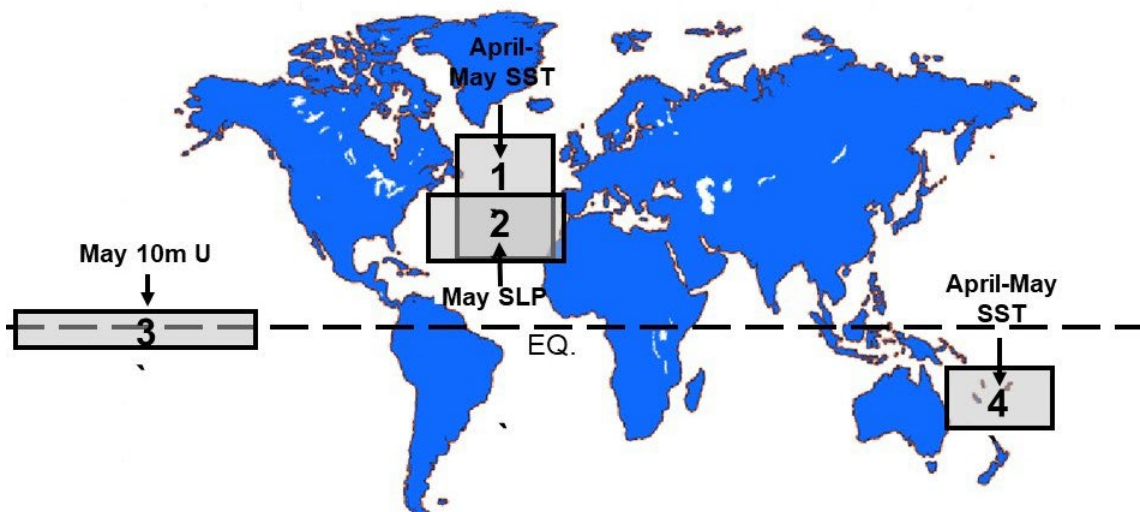 April-
May SST
1
2
May 10m U
May SLP
April-May
SST
3
EQ.
4